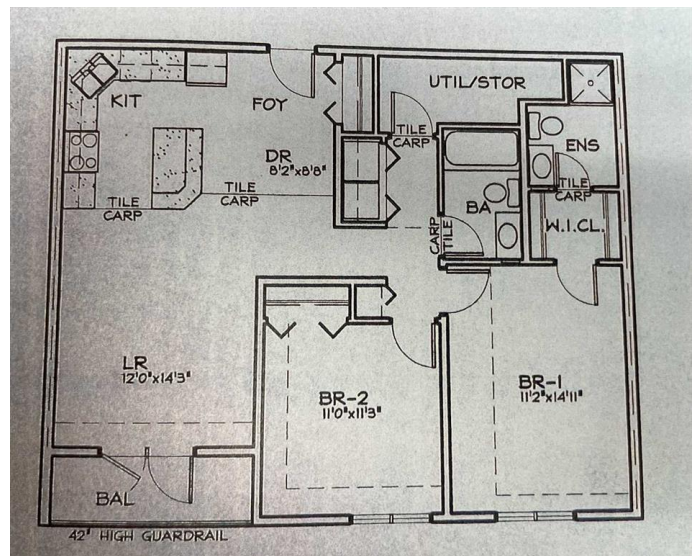 UTIL/STOR
KIT
FOY
TILE
CARP
ENS
DR
8'2"x8'8"
TILE
CARP
TILE
CARP
TILE
CARP
BA
CARP
TILE
W.I.CL.
LR
12'0"x14'3"
BR-1
11'2"x14'11"
BR-2
11'0"x11'3"
BAL
42" HIGH GUARDRAIL